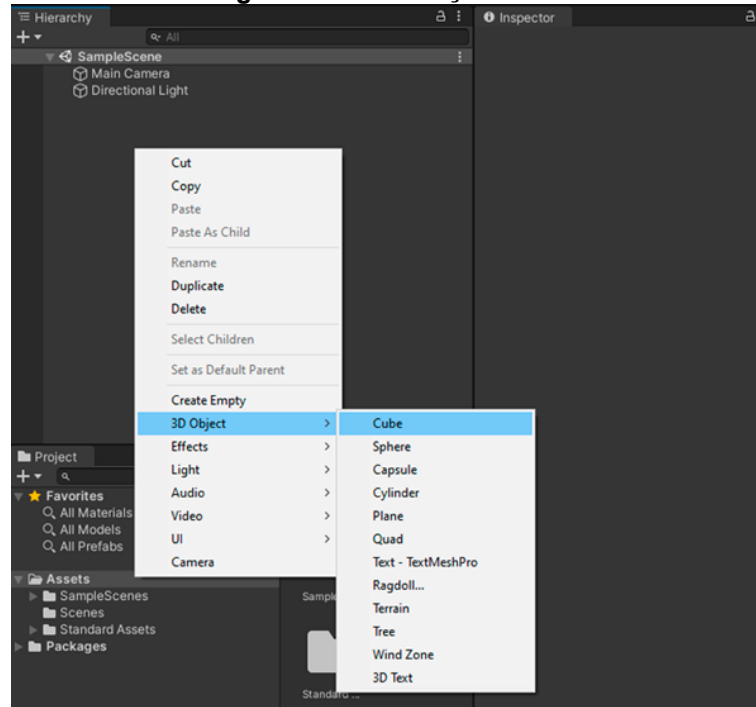 Hierarchy
Inspector
All
SampleScene
Main Camera
Directional Light
Cut
Copy
Paste
Paste As Child
Rename
Duplicate
Delete
Select Children
Set as Default Parent
Create Empty
3D Object
Effects
Light
Audio
Video
UI
Camera
Cube
Sphere
Capsule
Cylinder
Plane
Quad
Text - TextMeshPro
Ragdoll...
Terrain
Tree
Wind Zone
3D Text
Project
Favorites
All Materials
All Models
All Prefabs
Assets
SampleScenes
Scenes
Standard Assets
Packages
Standard ...